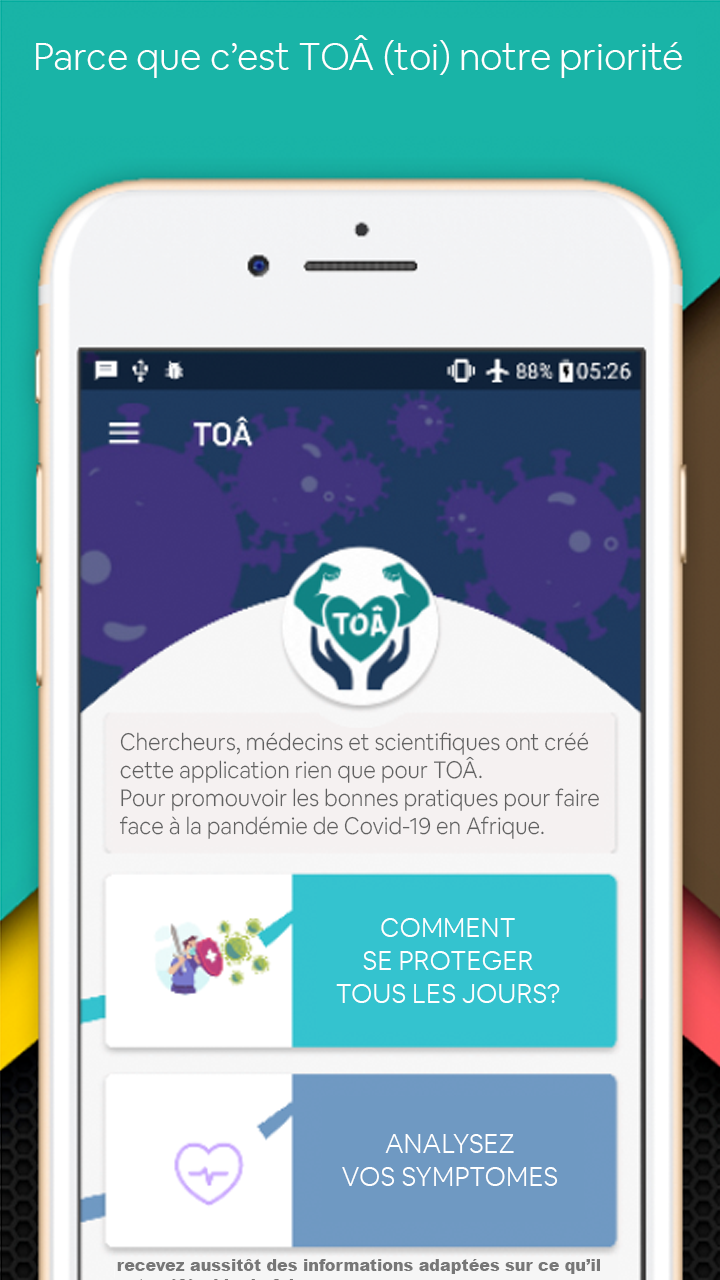 Parce que c’est TOÂ (toi) notre priorité
88% 05:26
TOÂ
TOÂ
Chercheurs, médecins et scientifiques ont créé
cette application rien que pour TOÂ.
Pour promouvoir les bonnes pratiques pour faire
face à la pandémie de Covid-19 en Afrique.
COMMENT
SE PROTEGER
TOUS LES JOURS?
ANALYSEZ
VOS SYMPTOMES
recevez aussitôt des informations adaptées sur ce qu’il